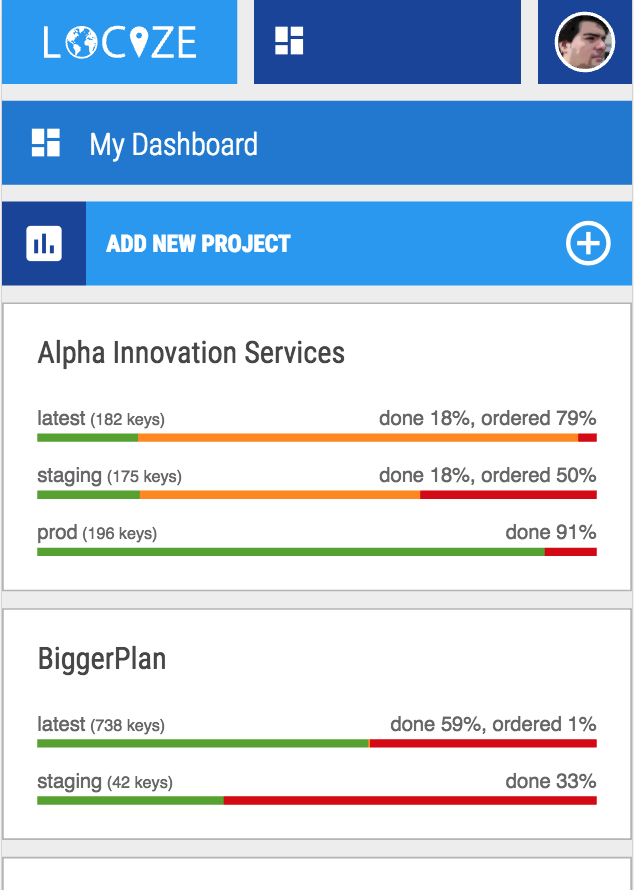 LOCIZE
My Dashboard
ADD NEW PROJECT
Alpha Innovation Services
latest (182 keys) done 18%, ordered 79%
staging (175 keys) done 18%, ordered 50%
prod (196 keys) done 91%
BiggerPlan
latest (738 keys) done 59%, ordered 1%
staging (42 keys) done 33%